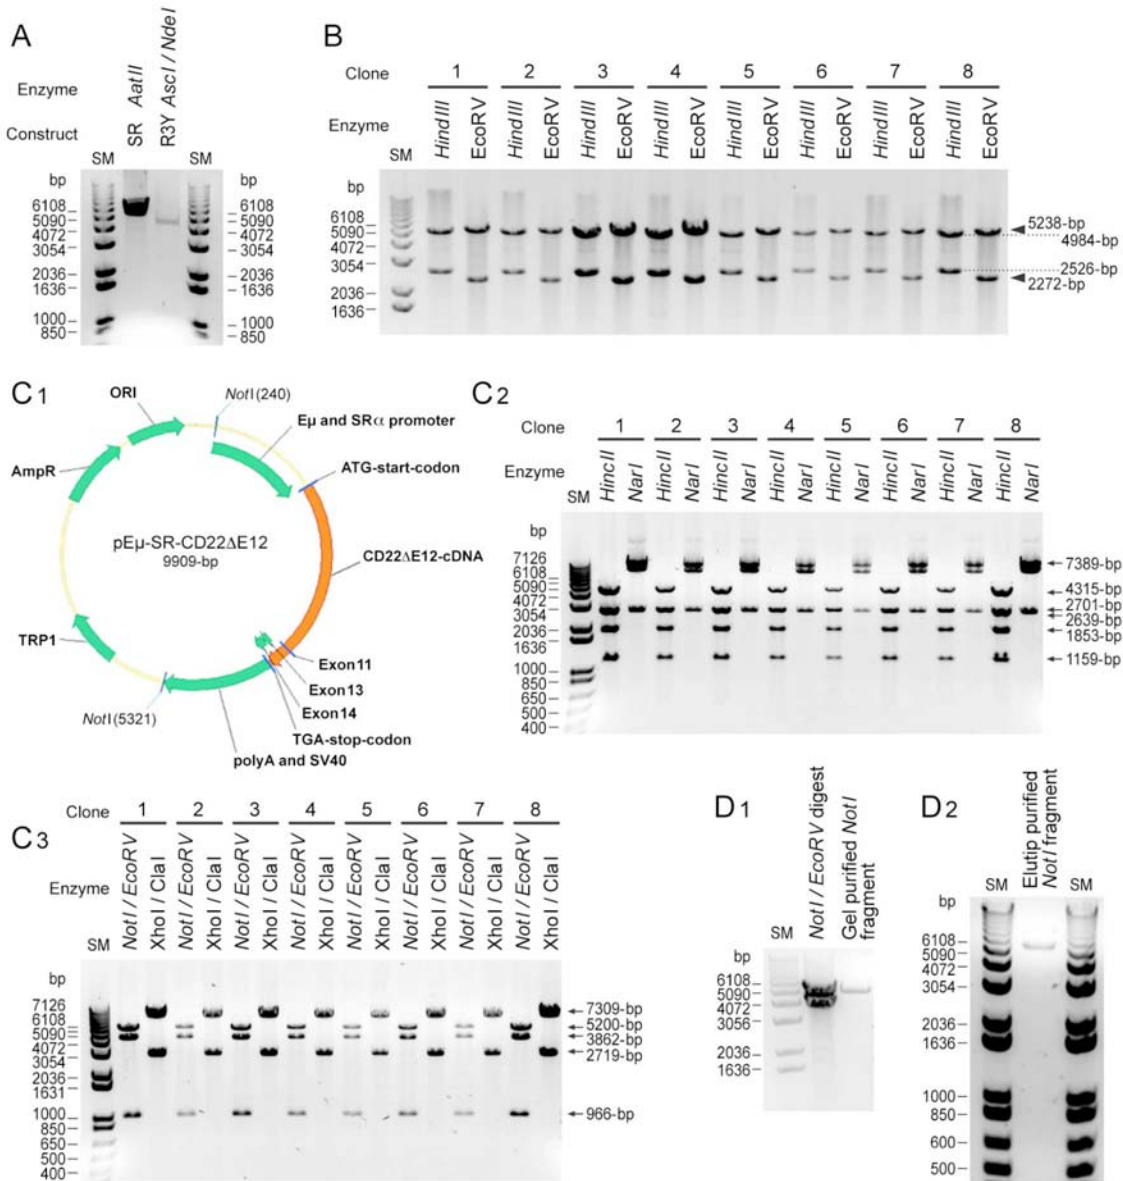 A
Enzyme
Construct
SR AatII
R3Y AscI / NdeI
SM
SM
bp
bp
6108
5090
4072
3054
2036
1636
1000
850
6108
5090
4072
3054
2036
1636
1000
850
B
Clone 1 2 3 4 5 6 7 8
Enzyme HindIII EcoRV HindIII EcoRV HindIII EcoRV HindIII EcoRV HindIII EcoRV HindIII EcoRV HindIII EcoRV HindIII EcoRV
SM
bp
6108
5090
4072
3054
2036
1636
5238-bp
4984-bp
2526-bp
2272-bp
C1
ORI
NotI (240)
Eμ and SRα promoter
AmpR
ATG-start-codon
pEμ-SR-CD22ΔE12
9909-bp
CD22ΔE12-cDNA
TRP1
Exon11
Exon13
NotI (5321)
Exon14
TGA-stop-codon
polyA and SV40
C2
Clone 1 2 3 4 5 6 7 8
Enzyme HincII NarI HincII NarI HincII NarI HincII NarI HincII NarI HincII NarI HincII NarI HincII NarI
SM
bp
7126
6108
5090
4072
3054
2036
1636
1000
850
650
500
400
7389-bp
4315-bp
2701-bp
2639-bp
1853-bp
1159-bp
C3
Clone 1 2 3 4 5 6 7 8
Enzyme NotI / EcoRV XhoI / ClaI NotI / EcoRV XhoI / ClaI NotI / EcoRV XhoI / ClaI NotI / EcoRV XhoI / ClaI NotI / EcoRV XhoI / ClaI NotI / EcoRV XhoI / ClaI NotI / EcoRV XhoI / ClaI NotI / EcoRV XhoI / ClaI
SM
bp
7126
6108
5090
4072
3054
2036
1631
1000
850
650
500
400
7309-bp
5200-bp
3862-bp
2719-bp
966-bp
D1
NotI / EcoRV digest
Gel purified NotI
fragment
SM
bp
6108
5090
4072
3056
2036
1636
D2
Elutip purified
NotI fragment
SM
SM
bp
6108
5090
4072
3054
2036
1636
1000
850
600
500